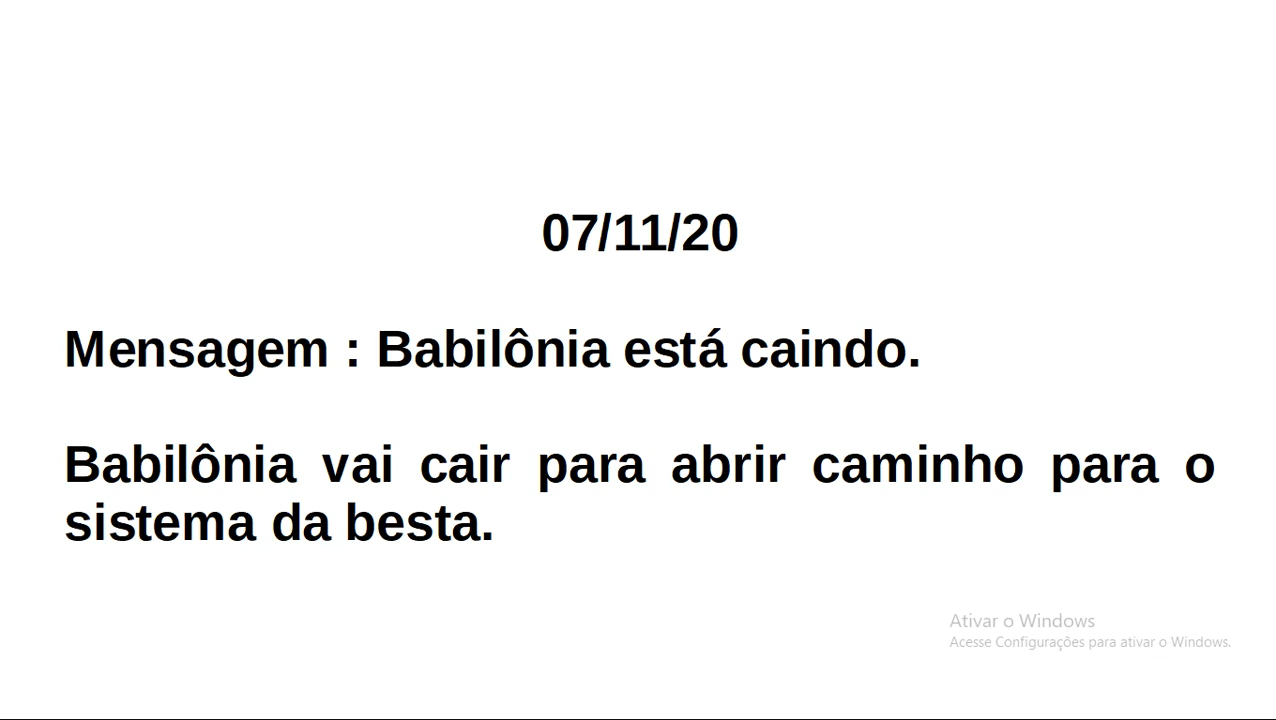 07/11/20
Mensagem : Babilônia está caindo.
Babilônia vai cair para abrir caminho para o
sistema da besta.
Ativar o Windows
Acesse Configurações para ativar o Windows.